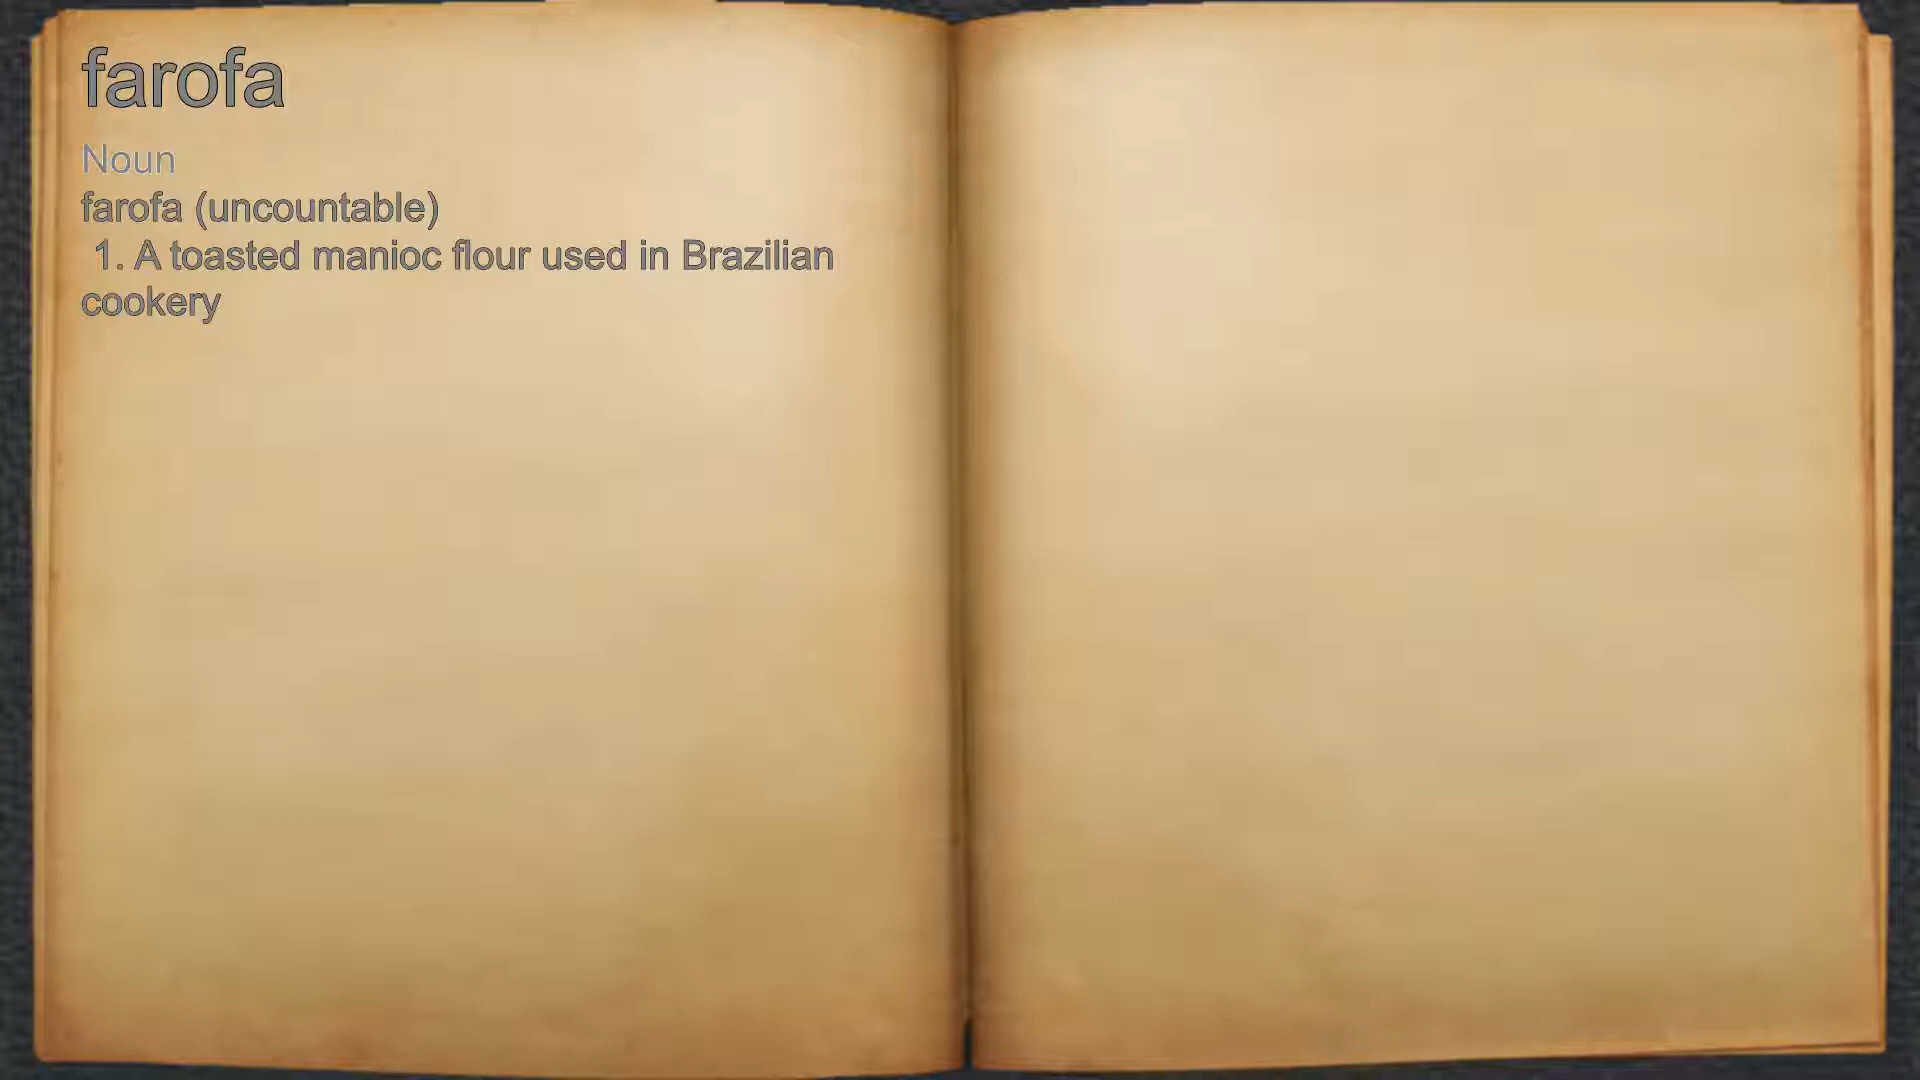 farofa
Noun
farofa (uncountable)
1. A toasted manioc flour used in Brazilian
cookery